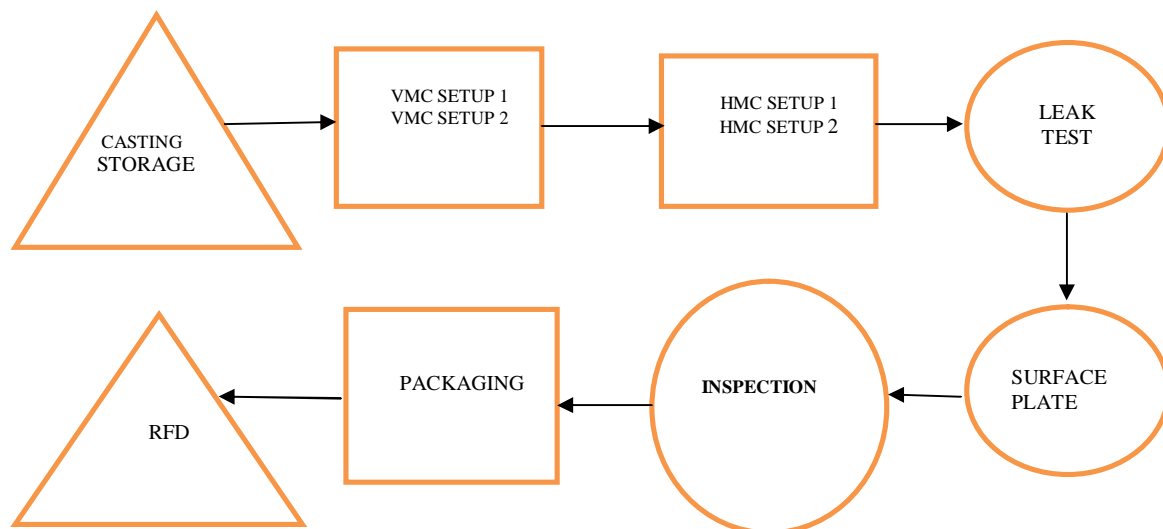 CASTING
STORAGE
VMC SETUP 1
VMC SETUP 2
HMC SETUP 1
HMC SETUP 2
LEAK
TEST
SURFACE
PLATE
INSPECTION
PACKAGING
RFD